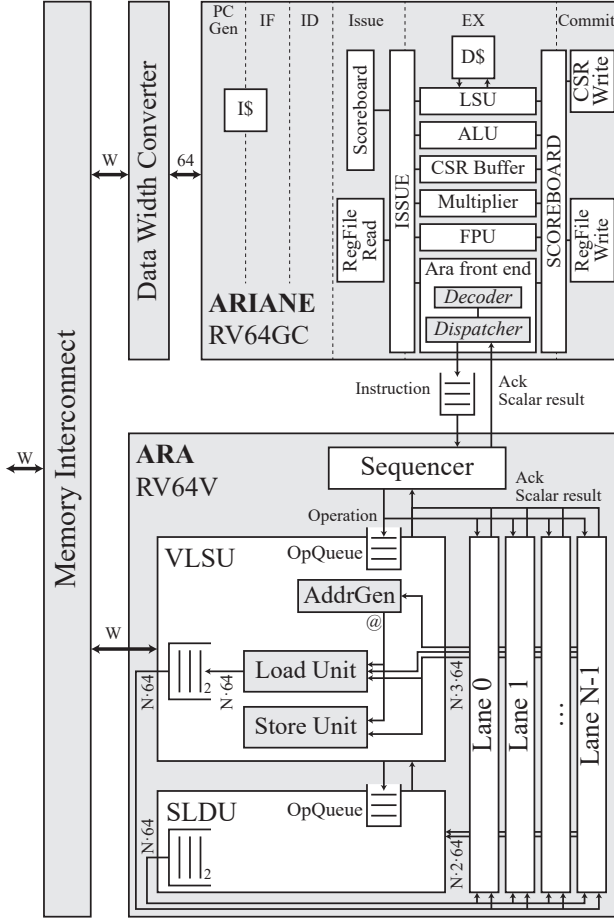 PC
Gen
IF
ID
Issue
EX
Commit
I$
D$
Scoreboard
ISSUE
LSU
ALU
CSR Buffer
Multiplier
FPU
Ara front end
Decoder
Dispatcher
SCOREBOARD
CSR
Write
RegFile
Read
RegFile
Write
ARIANE
RV64GC
Data Width Converter
W
64
Memory Interconnect
W
Instruction
Ack
Scalar result
ARA
RV64V
Sequencer
Ack
Scalar result
Operation
OpQueue
VLSU
AddrGen
@
W
Load Unit
2
N·64
N·64
N·3·64
Store Unit
Lane 0
Lane 1
...
Lane N-1
SLDU
OpQueue
N·64
2
N·2·64